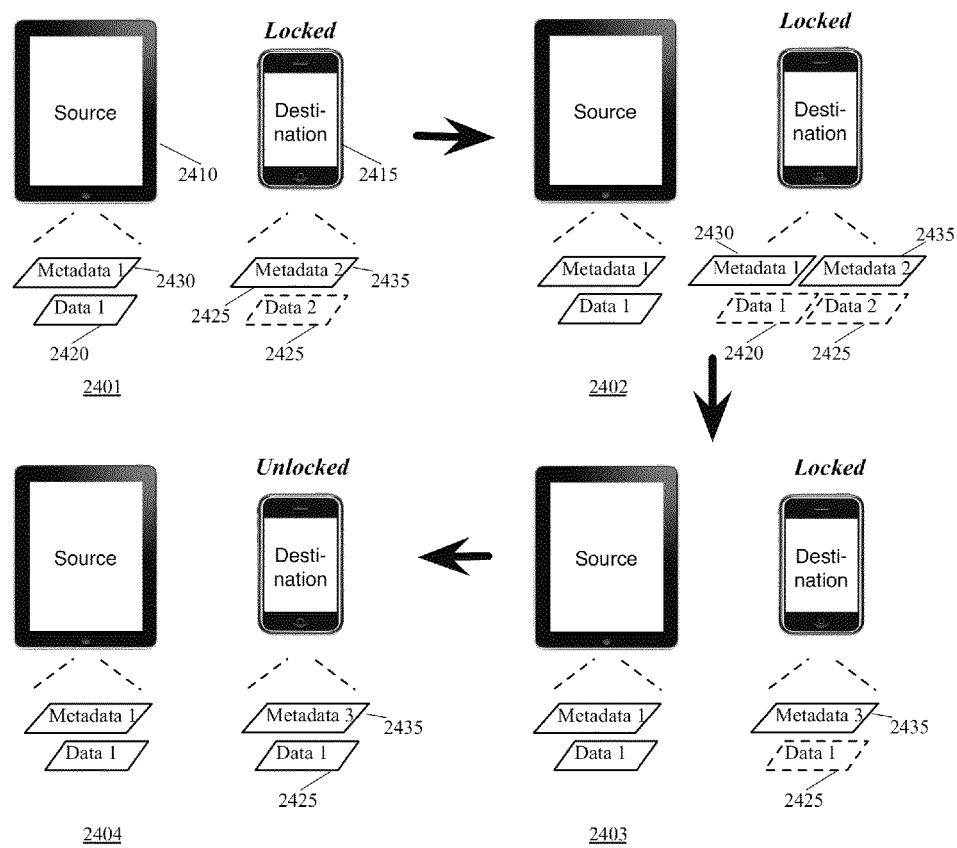 Locked
Source
Desti-
nation
2410
2415
Metadata 1
2430
Data 1
2420
Metadata 2
2435
2425
Data 2
2425
2401
Locked
Source
Desti-
nation
Metadata 1
Data 1
2430
2435
Metadata 1
Metadata 2
Data 1
Data 2
2420
2425
2402
Unlocked
Source
Desti-
nation
Metadata 1
Data 1
Metadata 3
2435
Data 1
2425
2404
Locked
Source
Desti-
nation
Metadata 1
Data 1
Metadata 3
2435
Data 1
2425
2403